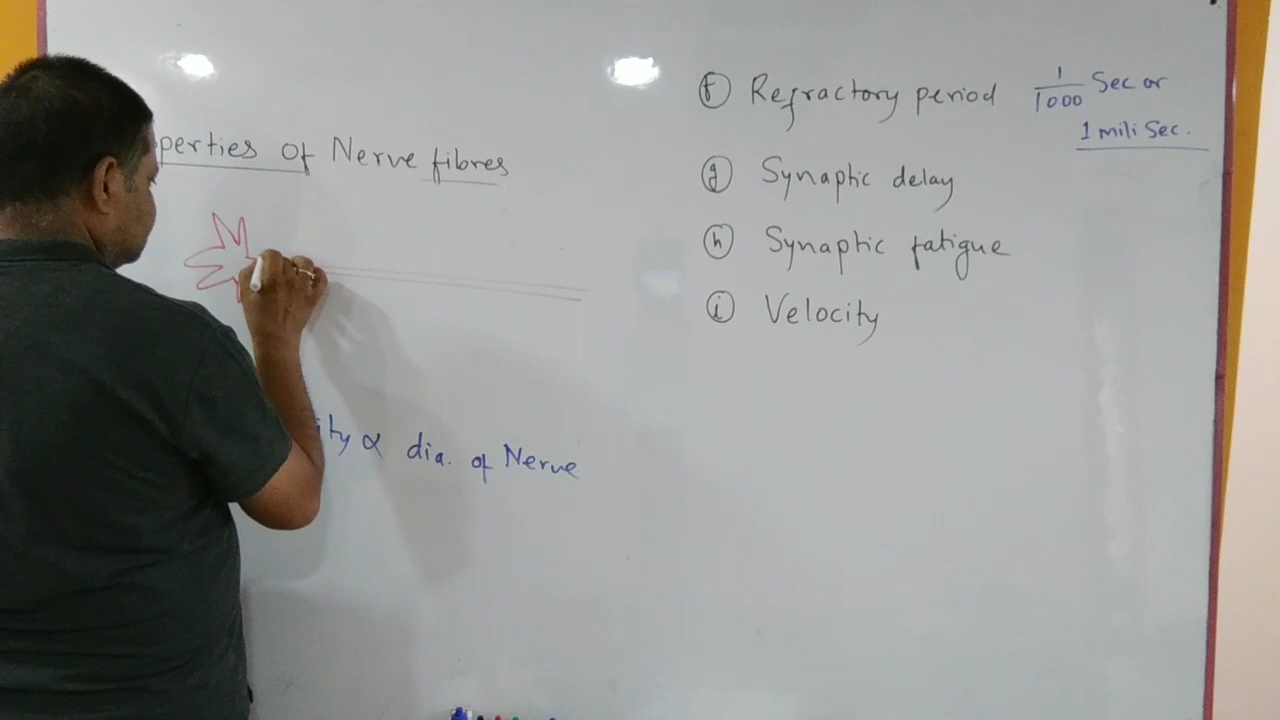 perties of Nerve fibres
ity ∝ dia. of Nerve
(f) Refractory period 1/1000 Sec or
1 mili Sec.
(g) Synaptic delay
(h) Synaptic fatigue
(i) Velocity